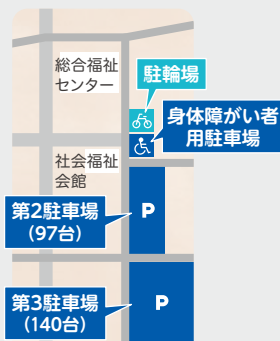 総合福祉
センター
駐輪場
身体障がい者
用駐車場
社会福祉
会館
第2駐車場
(97台)
P
第3駐車場
(140台)
P